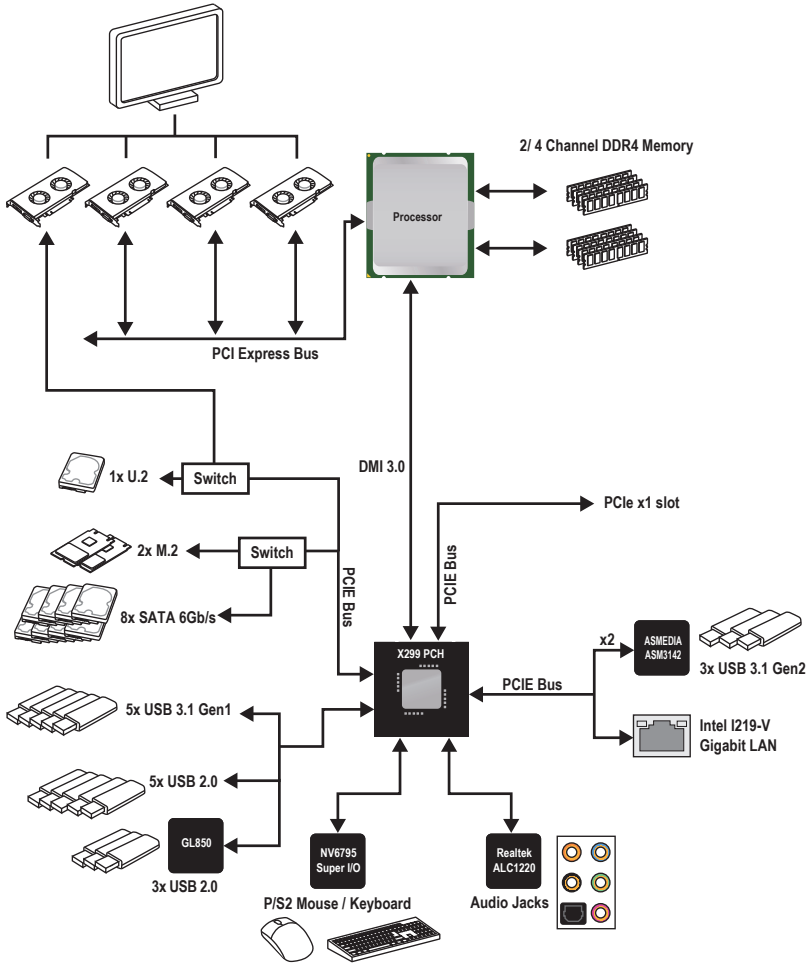 2/ 4 Channel DDR4 Memory
Processor
PCI Express Bus
DMI 3.0
1x U.2
Switch
PCIe x1 slot
2x M.2
Switch
PCIE Bus
PCIE Bus
8x SATA 6Gb/s
X299 PCH
x2
ASMEDIA
ASM3142
3x USB 3.1 Gen2
PCIE Bus
5x USB 3.1 Gen1
Intel I219-V
Gigabit LAN
5x USB 2.0
GL850
3x USB 2.0
NV6795
Super I/O
Realtek
ALC1220
P/S2 Mouse / Keyboard
Audio Jacks